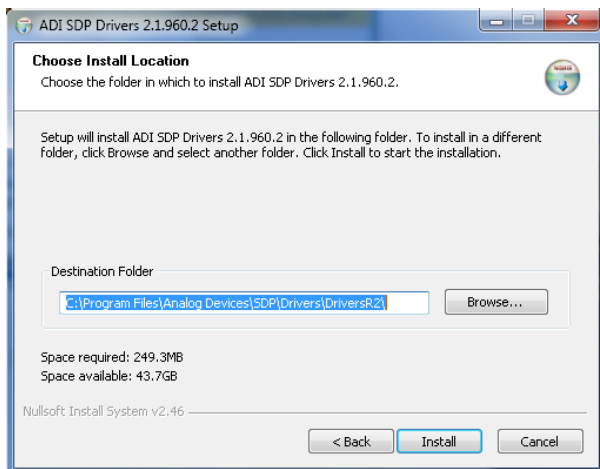 ADI SDP Drivers 2.1.960.2 Setup
Choose Install Location
Choose the folder in which to install ADI SDP Drivers 2.1.960.2.
Setup will install ADI SDP Drivers 2.1.960.2 in the following folder. To install in a different
folder, click Browse and select another folder. Click Install to start the installation.
Destination Folder
C:\Program Files\Analog Devices\SDP\Drivers\DriversR2\
Browse...
Space required: 249.3MB
Space available: 43.7GB
Nullsoft Install System v2.46
< Back
Install
Cancel